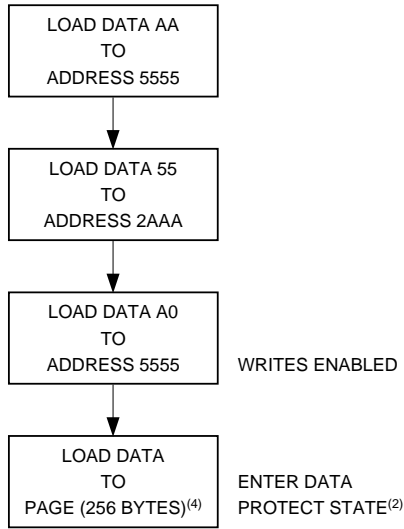 LOAD DATA AA
TO
ADDRESS 5555
LOAD DATA 55
TO
ADDRESS 2AAA
LOAD DATA A0
TO
ADDRESS 5555
WRITES ENABLED
LOAD DATA
TO
PAGE (256 BYTES)(4)
ENTER DATA
PROTECT STATE(2)